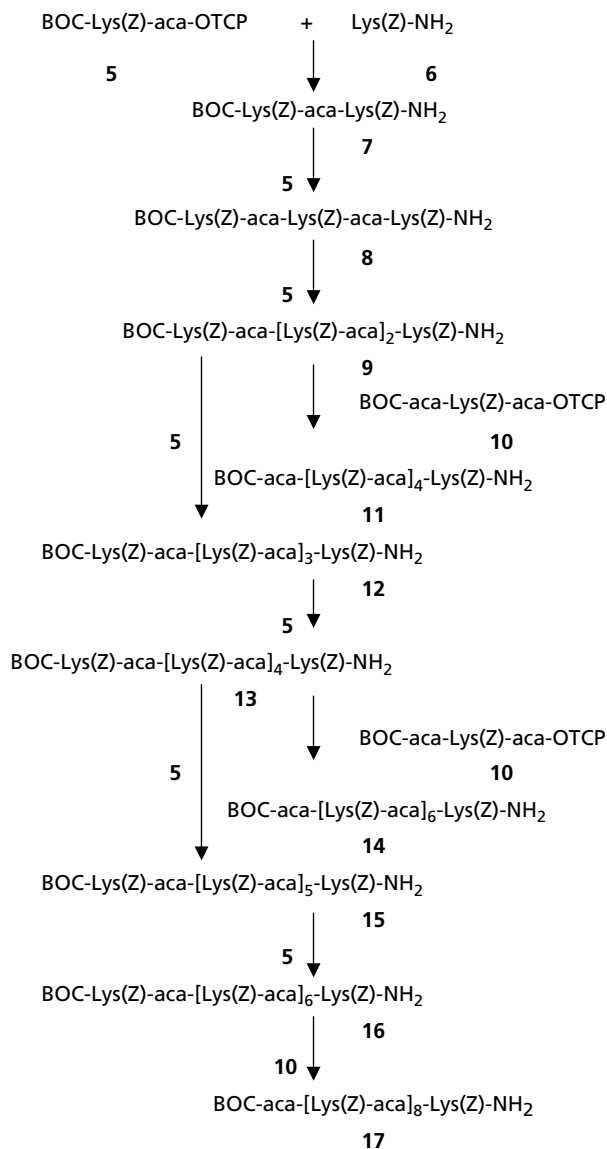 BOC-Lys(Z)-aca-OTCP + Lys(Z)-NH2
5 6
BOC-Lys(Z)-aca-Lys(Z)-NH2
7
5
BOC-Lys(Z)-aca-Lys(Z)-aca-Lys(Z)-NH2
8
5
BOC-Lys(Z)-aca-[Lys(Z)-aca]2-Lys(Z)-NH2
9
BOC-aca-Lys(Z)-aca-OTCP
5 10
BOC-aca-[Lys(Z)-aca]4-Lys(Z)-NH2
11
BOC-Lys(Z)-aca-[Lys(Z)-aca]3-Lys(Z)-NH2
12
5
BOC-Lys(Z)-aca-[Lys(Z)-aca]4-Lys(Z)-NH2
13
BOC-aca-Lys(Z)-aca-OTCP
5 10
BOC-aca-[Lys(Z)-aca]6-Lys(Z)-NH2
14
BOC-Lys(Z)-aca-[Lys(Z)-aca]5-Lys(Z)-NH2
15
5
BOC-Lys(Z)-aca-[Lys(Z)-aca]6-Lys(Z)-NH2
16
10
BOC-aca-[Lys(Z)-aca]8-Lys(Z)-NH2
17